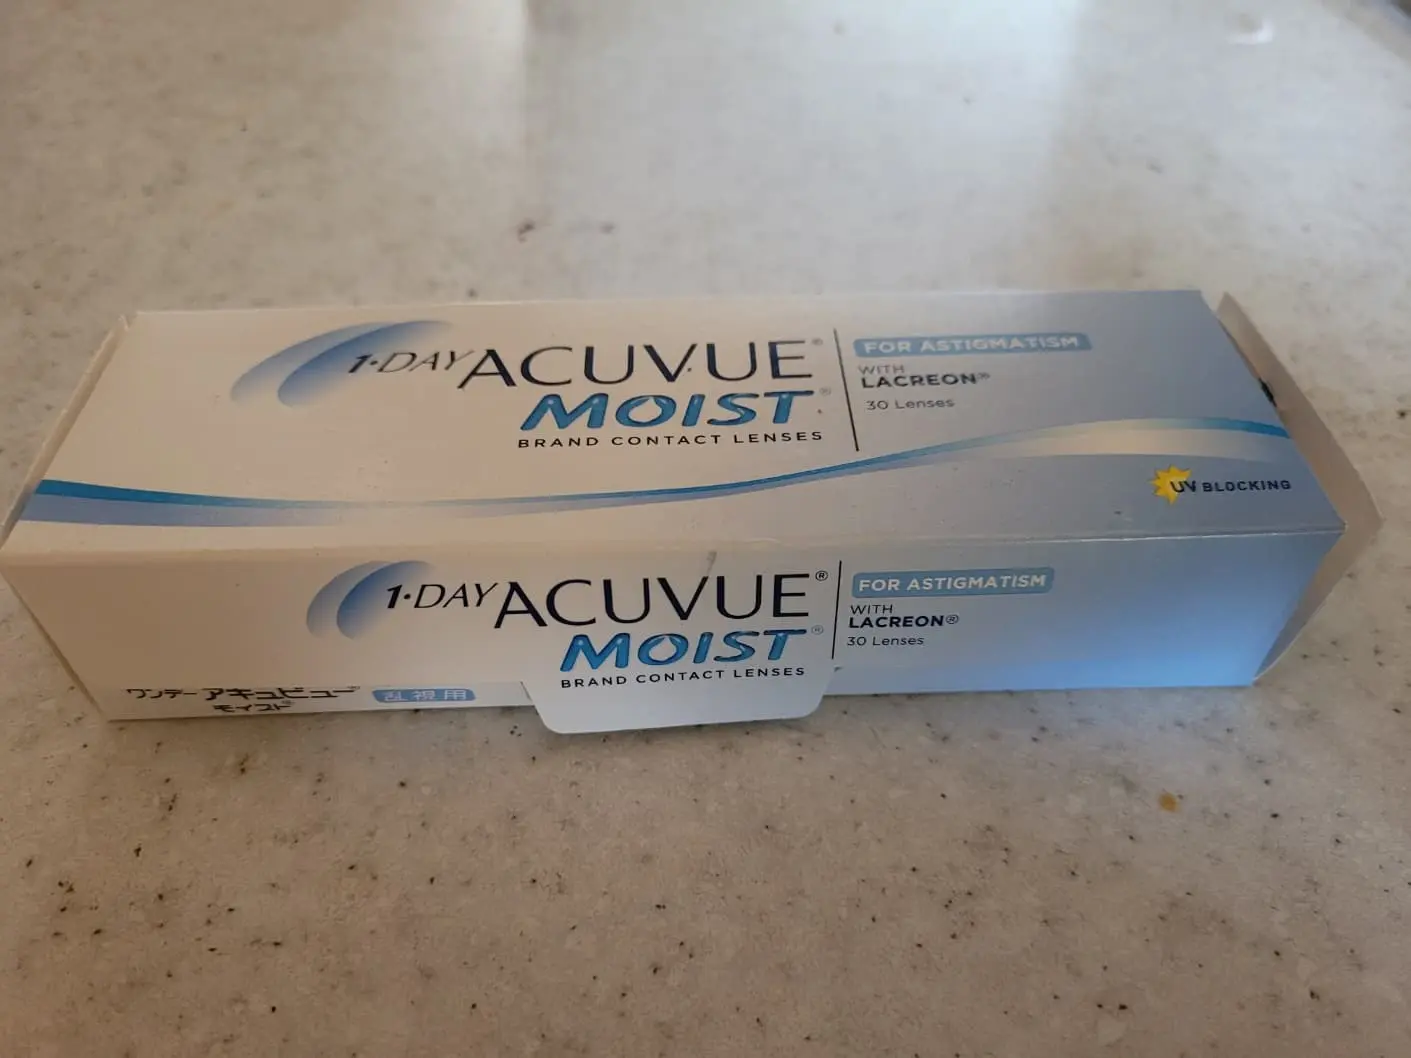 1·DAY ACUVUE®
MOIST®
BRAND CONTACT LENSES
FOR ASTIGMATISM
WITH
LACREON®
30 Lenses
UV BLOCKING
1·DAY ACUVUE®
MOIST®
BRAND CONTACT LENSES
FOR ASTIGMATISM
WITH
LACREON®
30 Lenses
ワンデー アキュビュー® 乱視用
モイスト®